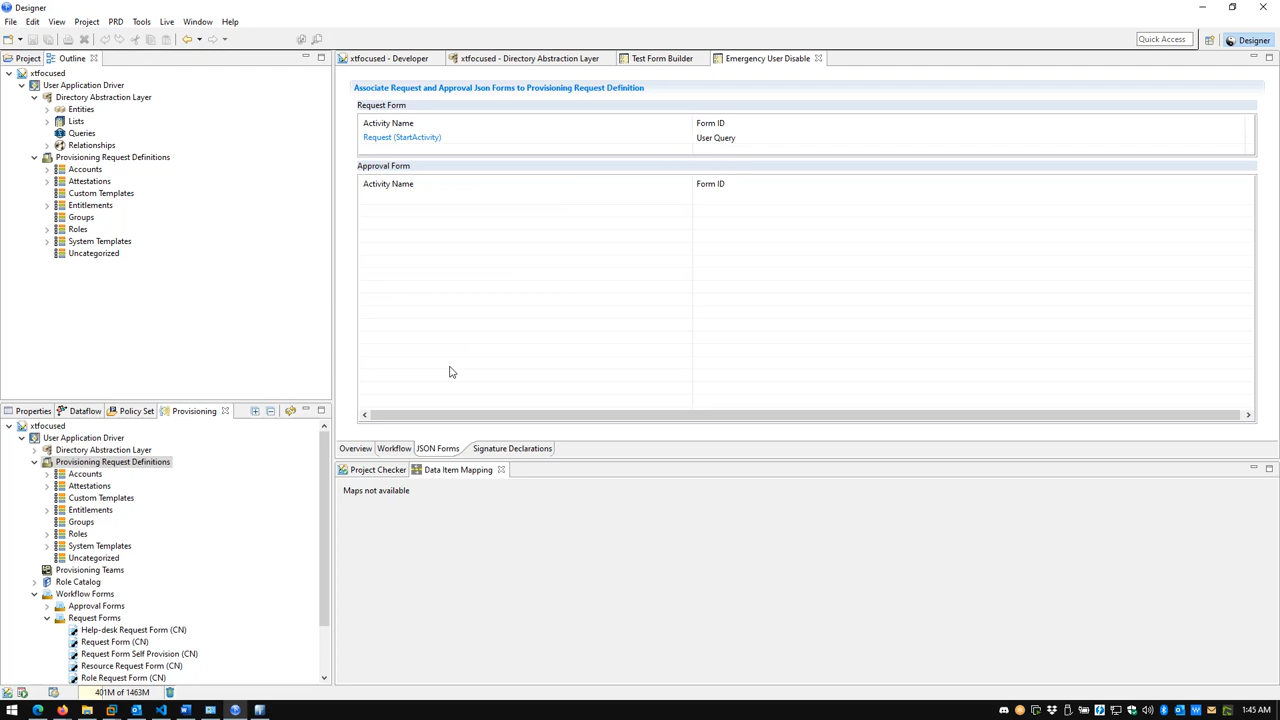 Designer
File Edit View Project PRD Tools Live Window Help
Quick Access
Designer
Project
Outline
xtfocused
User Application Driver
Directory Abstraction Layer
Entities
Lists
Queries
Relationships
Provisioning Request Definitions
Accounts
Attestations
Custom Templates
Entitlements
Groups
Roles
System Templates
Uncategorized
Properties Dataflow Policy Set Provisioning
xtfocused
User Application Driver
Directory Abstraction Layer
Provisioning Request Definitions
Accounts
Attestations
Custom Templates
Entitlements
Groups
Roles
System Templates
Uncategorized
Provisioning Teams
Role Catalog
Workflow Forms
Approval Forms
Request Forms
Help-desk Request Form (CN)
Request Form (CN)
Request Form Self Provision (CN)
Resource Request Form (CN)
Role Request Form (CN)
401M of 1463M
xtfocused - Developer xtfocused - Directory Abstraction Layer Test Form Builder Emergency User Disable
Associate Request and Approval Json Forms to Provisioning Request Definition
Request Form
Activity Name Form ID
Request (StartActivity) User Query
Approval Form
Activity Name Form ID
Overview Workflow JSON Forms Signature Declarations
Project Checker Data Item Mapping
Maps not available
1:45 AM